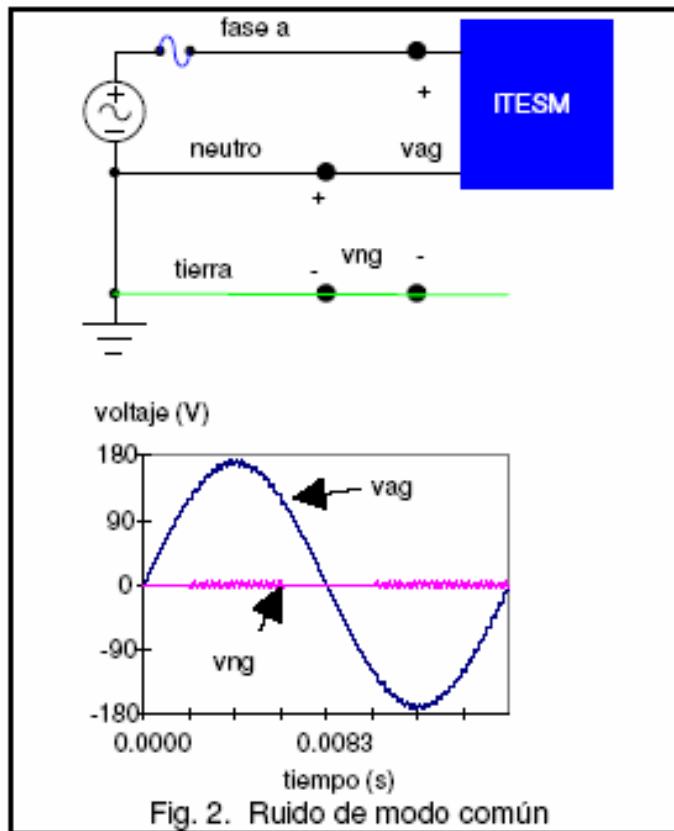 fase a
+
ITESM
+
−
neutro
vag
+
tierra
-
vng
-
voltaje (V)
180
90
0
-90
-180
vag
vng
0.0000
0.0083
tiempo (s)
Fig. 2. Ruido de modo común